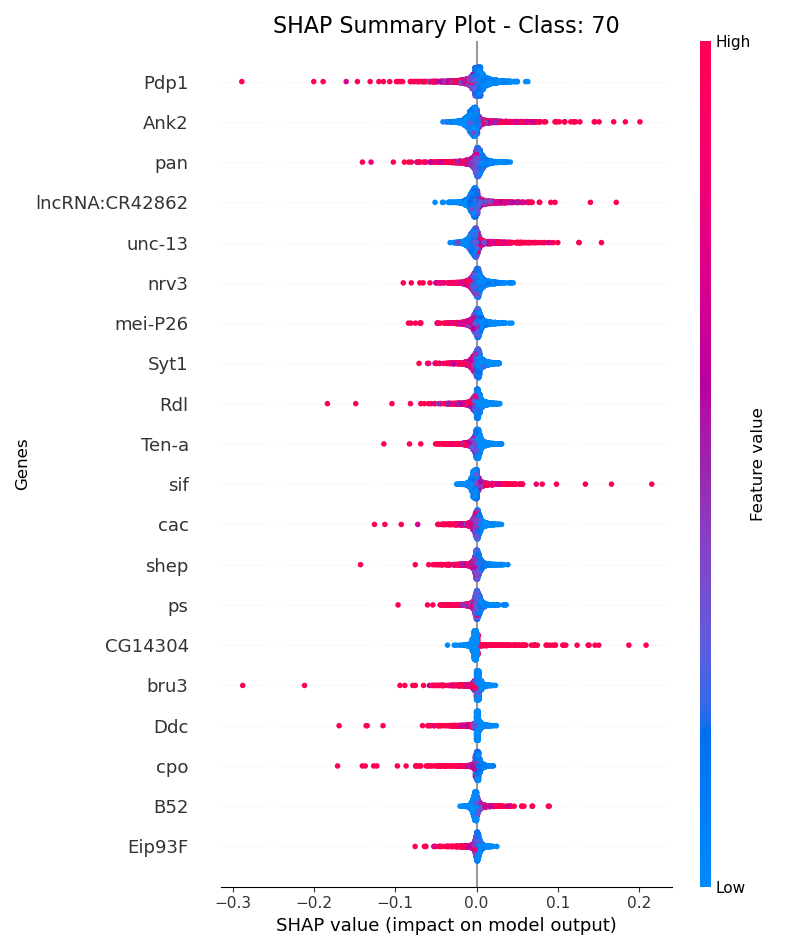 SHAP Summary Plot - Class: 70
High
Pdp1
Ank2
pan
lncRNA:CR42862
unc-13
nrv3
mei-P26
Syt1
Rdl
Ten-a
sif
cac
shep
ps
CG14304
bru3
Ddc
cpo
B52
Eip93F
Genes
Feature value
Low
−0.3 −0.2 −0.1 0.0 0.1 0.2
SHAP value (impact on model output)